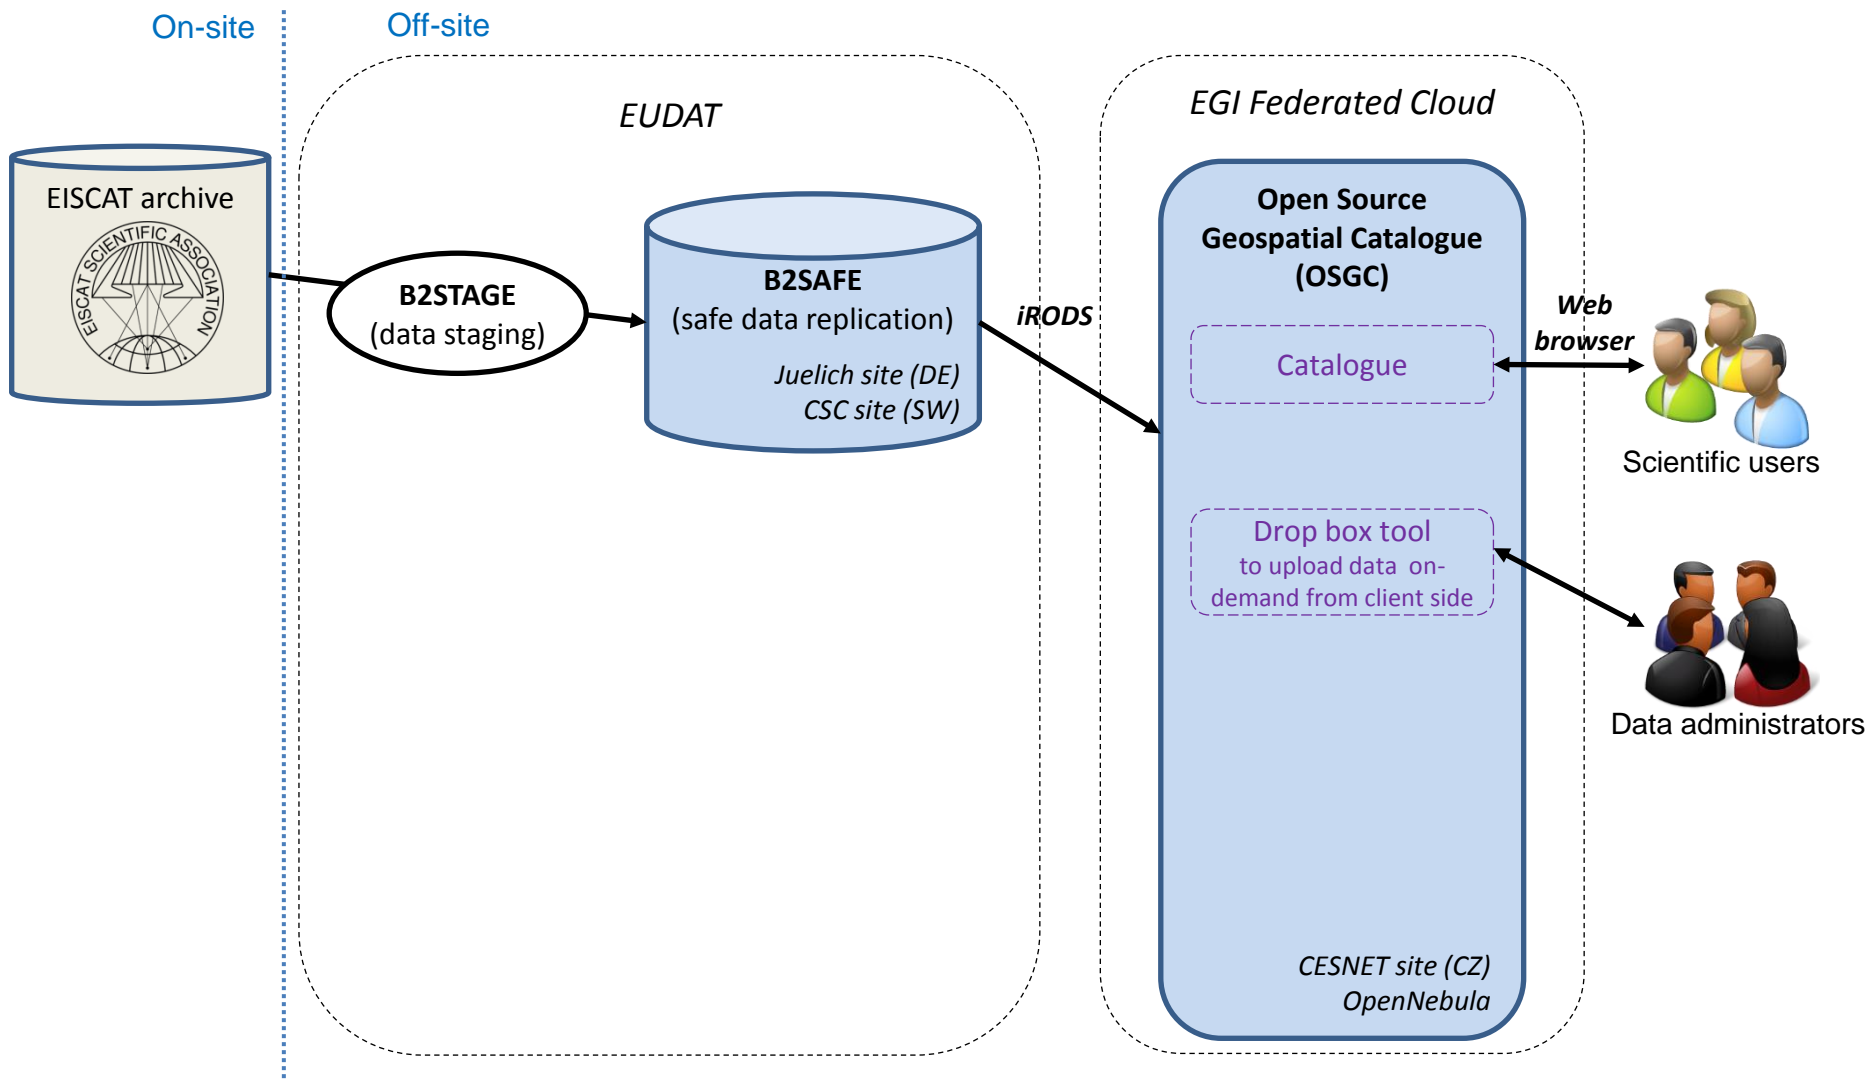 On-site
Off-site
EUDAT
EGI Federated Cloud
EISCAT archive
EISCAT SCIENTIFIC ASSOCIATION
B2STAGE
(data staging)
B2SAFE
(safe data replication)
Juelich site (DE)
CSC site (SW)
iRODS
Open Source
Geospatial Catalogue
(OSGC)
Catalogue
Web
browser
Scientific users
Drop box tool
to upload data on-
demand from client side
Data administrators
CESNET site (CZ)
OpenNebula